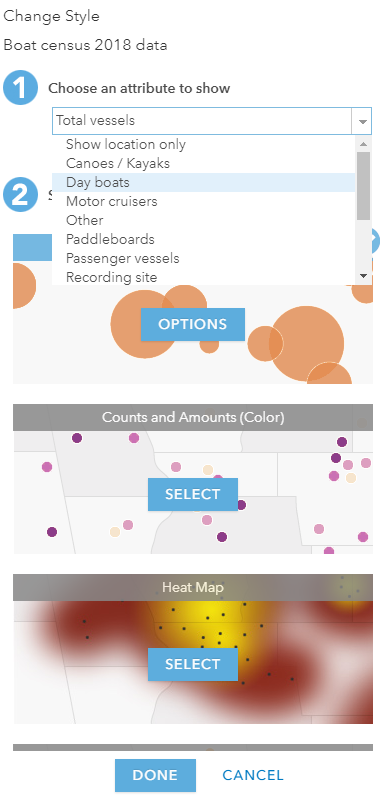 Change Style
Boat census 2018 data
1 Choose an attribute to show
Total vessels
Show location only
Canoes / Kayaks
Day boats
2
Motor cruisers
Other
Paddleboards
Passenger vessels
Recording site
OPTIONS
Counts and Amounts (Color)
SELECT
Heat Map
SELECT
DONE CANCEL